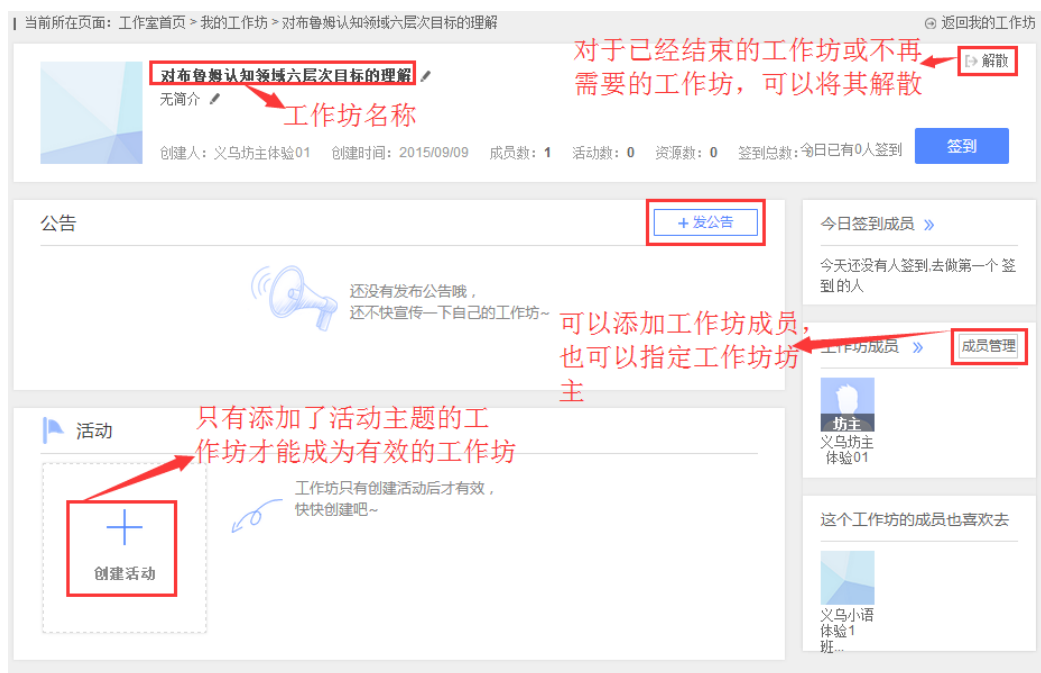 当前所在页面：工作室首页 > 我的工作坊 > 对布鲁姆认知领域六层次目标的理解
返回我的工作坊
对于已经结束的工作坊或不再
需要的工作坊，可以将其解散
解散
对布鲁姆认知领域六层次目标的理解
无简介
工作坊名称
创建人：义乌坊主体验01 创建时间：2015/09/09 成员数：1 活动数：0 资源数：0 签到总数：
今日已有0人签到
签到
公告
+ 发公告
还没有发布公告哦，
还不快宣传一下自己的工作坊~
今日签到成员 »
今天还没有人签到,去做第一个 签
到的人
可以添加工作坊成员，
也可以指定工作坊坊
主
工作坊成员 »
成员管理
坊主
义乌坊主
体验01
活动
只有添加了活动主题的工
作坊才能成为有效的工作坊
工作坊只有创建活动后才有效，
快快创建吧~
创建活动
这个工作坊的成员也喜欢去
义乌小语
体验1
班...